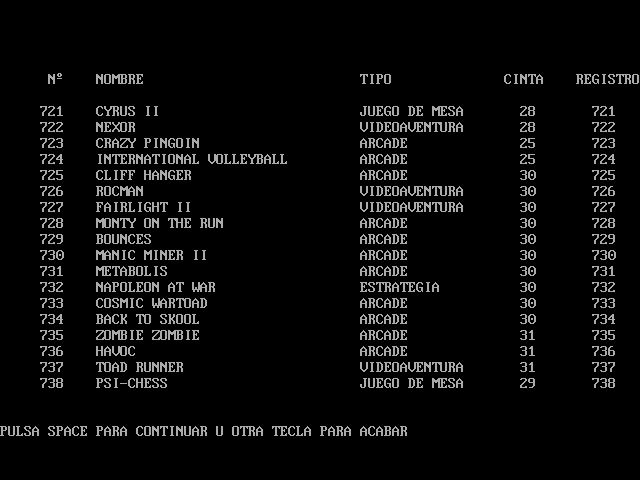 Nº NOMBRE TIPO CINTA REGISTRO
721 CYRUS II JUEGO DE MESA 28 721
722 NEXOR VIDEOAVENTURA 28 722
723 CRAZY PINGOIN ARCADE 25 723
724 INTERNATIONAL VOLLEYBALL ARCADE 25 724
725 CLIFF HANGER ARCADE 30 725
726 ROCMAN VIDEOAVENTURA 30 726
727 FAIRLIGHT II VIDEOAVENTURA 30 727
728 MONTY ON THE RUN ARCADE 30 728
729 BOUNCES ARCADE 30 729
730 MANIC MINER II ARCADE 30 730
731 METABOLIS ARCADE 30 731
732 NAPOLEON AT WAR ESTRATEGIA 30 732
733 COSMIC WARTOAD ARCADE 30 733
734 BACK TO SKOOL ARCADE 30 734
735 ZOMBIE ZOMBIE ARCADE 31 735
736 HAVOC ARCADE 31 736
737 TOAD RUNNER VIDEOAVENTURA 31 737
738 PSI-CHESS JUEGO DE MESA 29 738
PULSA SPACE PARA CONTINUAR U OTRA TECLA PARA ACABAR